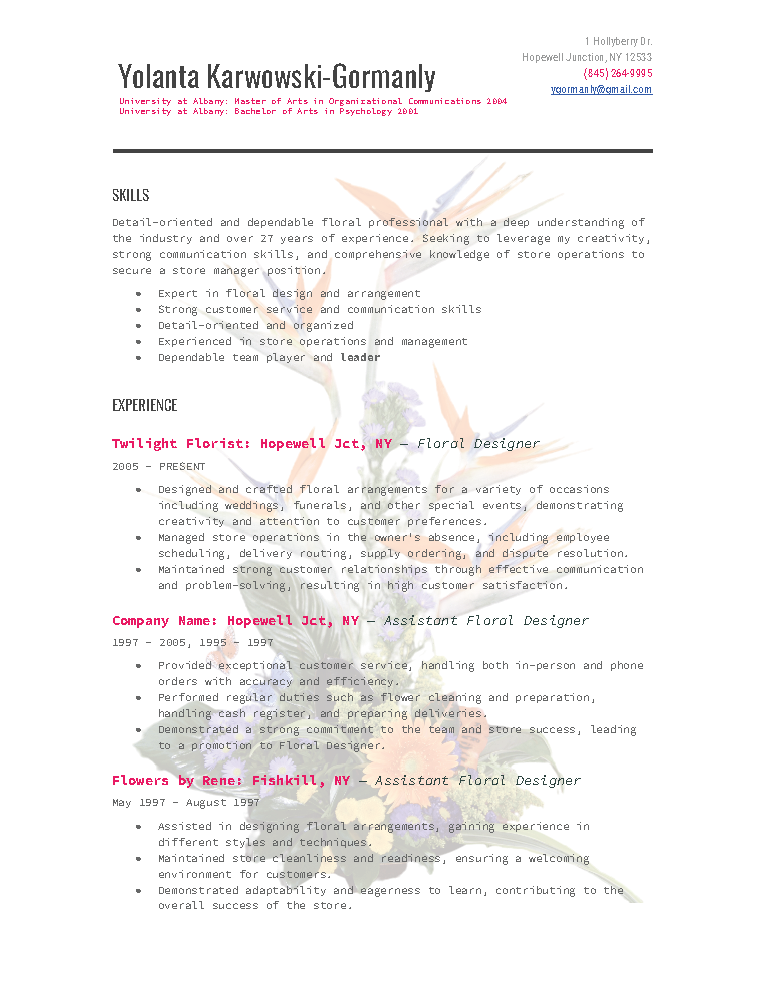 1 Hollyberry Dr.
Hopewell Junction, NY 12533
(845) 264-9995
ygormanly@gmail.com
Yolanta Karwowski-Gormanly
University at Albany: Master of Arts in Organizational Communications 2004
University at Albany: Bachelor of Arts in Psychology 2001
SKILLS
Detail-oriented and dependable floral professional with a deep understanding of
the industry and over 27 years of experience. Seeking to leverage my creativity,
strong communication skills, and comprehensive knowledge of store operations to
secure a store manager position.
● Expert in floral design and arrangement
● Strong customer service and communication skills
● Detail-oriented and organized
● Experienced in store operations and management
● Dependable team player and leader
EXPERIENCE
Twilight Florist: Hopewell Jct, NY — Floral Designer
2005 - PRESENT
● Designed and crafted floral arrangements for a variety of occasions
including weddings, funerals, and other special events, demonstrating
creativity and attention to customer preferences.
● Managed store operations in the owner's absence, including employee
scheduling, delivery routing, supply ordering, and dispute resolution.
● Maintained strong customer relationships through effective communication
and problem-solving, resulting in high customer satisfaction.
Company Name: Hopewell Jct, NY — Assistant Floral Designer
1997 - 2005, 1995 - 1997
● Provided exceptional customer service, handling both in-person and phone
orders with accuracy and efficiency.
● Performed regular duties such as flower cleaning and preparation,
handling cash register, and preparing deliveries.
● Demonstrated a strong commitment to the team and store success, leading
to a promotion to Floral Designer.
Flowers by Rene: Fishkill, NY — Assistant Floral Designer
May 1997 - August 1997
● Assisted in designing floral arrangements, gaining experience in
different styles and techniques.
● Maintained store cleanliness and readiness, ensuring a welcoming
environment for customers.
● Demonstrated adaptability and eagerness to learn, contributing to the
overall success of the store.